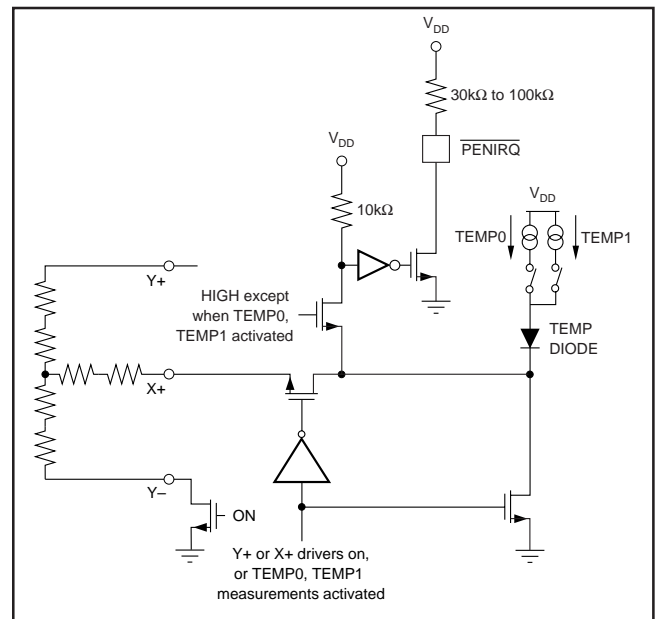 V_DD
30kΩ to 100kΩ
PENIRQ
V_DD
10kΩ
V_DD
TEMP0
TEMP1
Y+
HIGH except
when TEMP0,
TEMP1 activated
TEMP
DIODE
X+
Y–
ON
Y+ or X+ drivers on,
or TEMP0, TEMP1
measurements activated